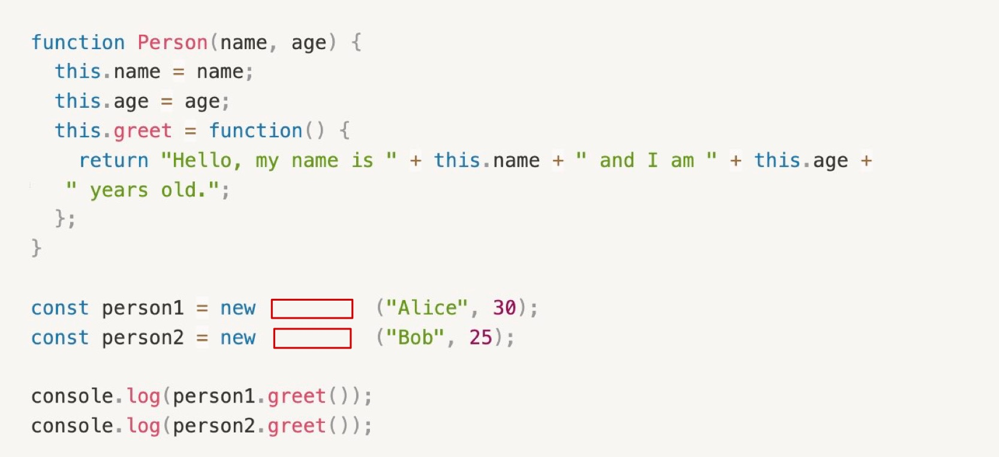 function Person(name, age) {
  this.name = name;
  this.age = age;
  this.greet = function() {
    return "Hello, my name is " + this.name + " and I am " + this.age +
   " years old.";
  };
}
const person1 = new ("Alice", 30);
const person2 = new ("Bob", 25);
console.log(person1.greet());
console.log(person2.greet());